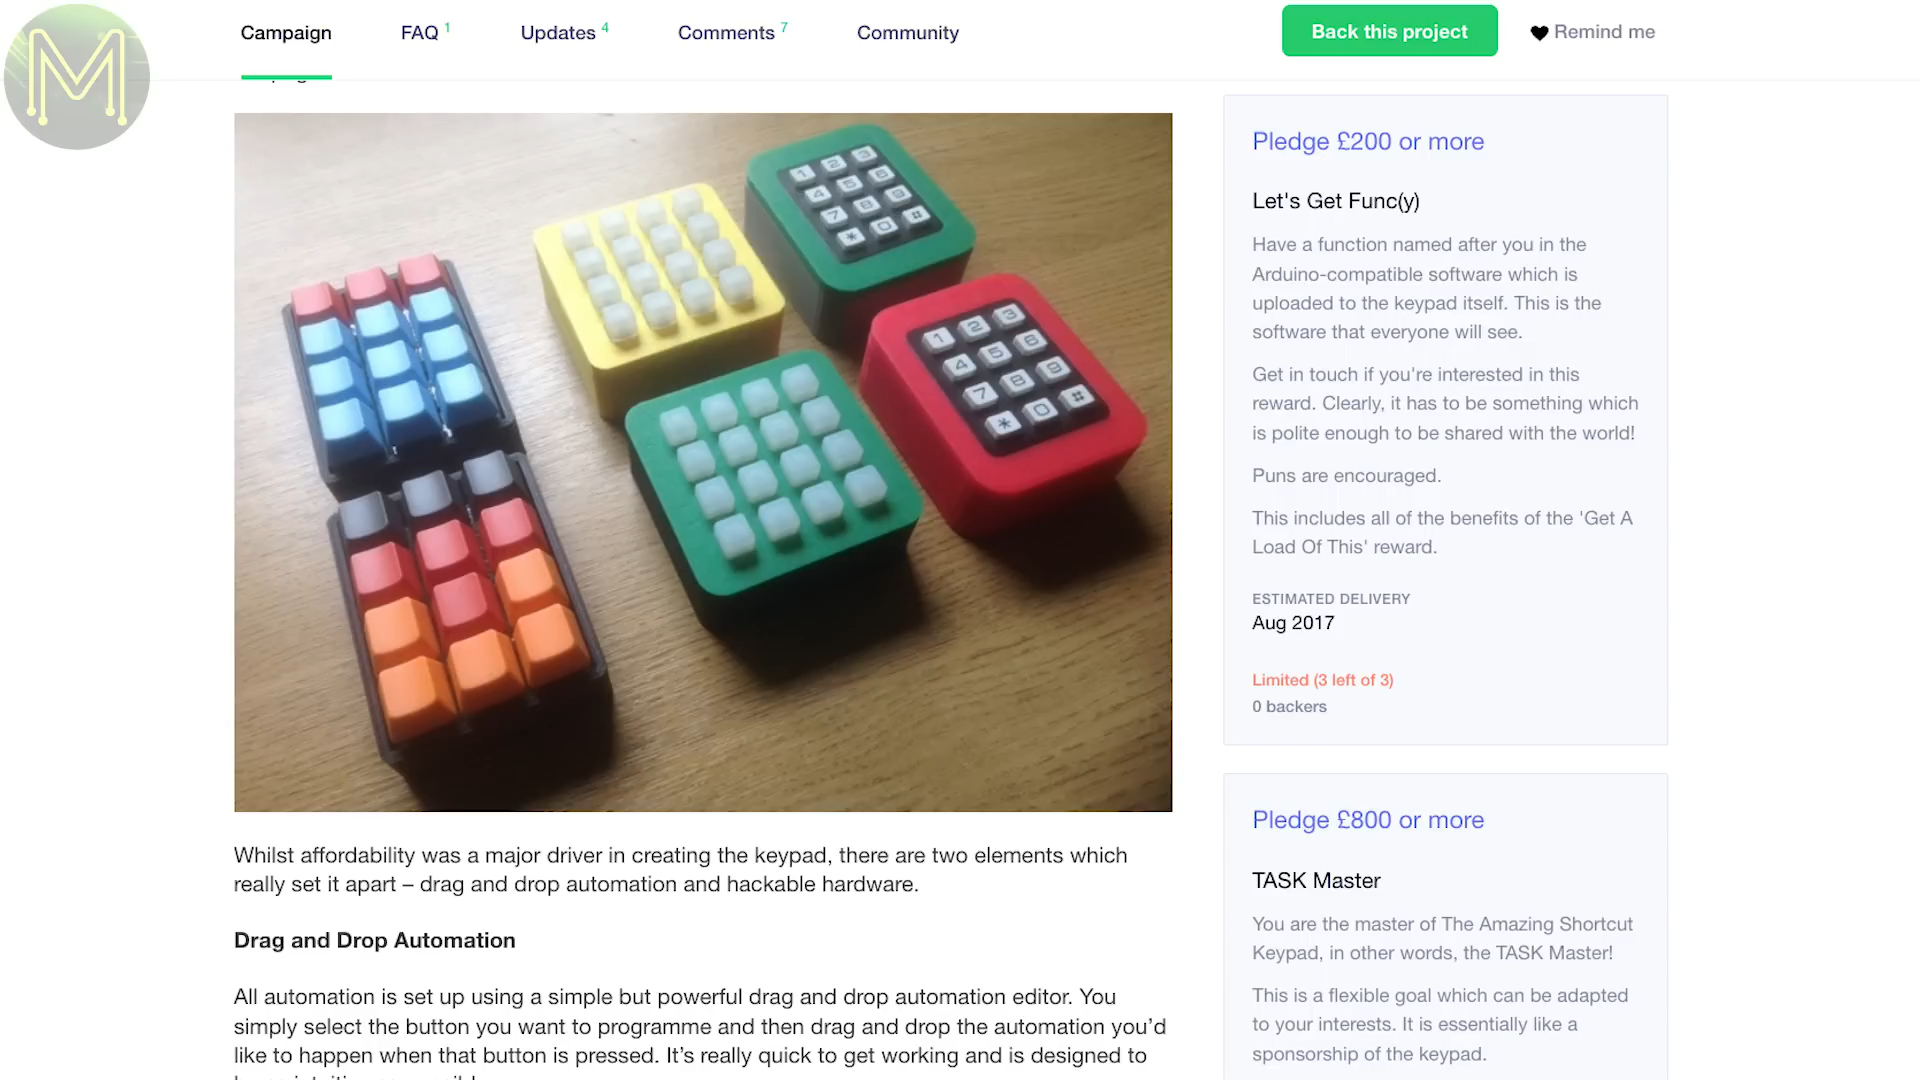 M
Campaign
FAQ 1
Updates 4
Comments 7
Community
Back this project
Remind me
1 2 3
4 5 6
7 8 9
* 0 #
1 2 3
4 5 6
7 8 9
* 0 #
Whilst affordability was a major driver in creating the keypad, there are two elements which
really set it apart – drag and drop automation and hackable hardware.
Drag and Drop Automation
All automation is set up using a simple but powerful drag and drop automation editor. You
simply select the button you want to programme and then drag and drop the automation you’d
like to happen when that button is pressed. It’s really quick to get working and is designed to
Pledge £200 or more
Let's Get Func(y)
Have a function named after you in the
Arduino-compatible software which is
uploaded to the keypad itself. This is the
software that everyone will see.
Get in touch if you're interested in this
reward. Clearly, it has to be something which
is polite enough to be shared with the world!
Puns are encouraged.
This includes all of the benefits of the 'Get A
Load Of This' reward.
ESTIMATED DELIVERY
Aug 2017
Limited (3 left of 3)
0 backers
Pledge £800 or more
TASK Master
You are the master of The Amazing Shortcut
Keypad, in other words, the TASK Master!
This is a flexible goal which can be adapted
to your interests. It is essentially like a
sponsorship of the keypad.